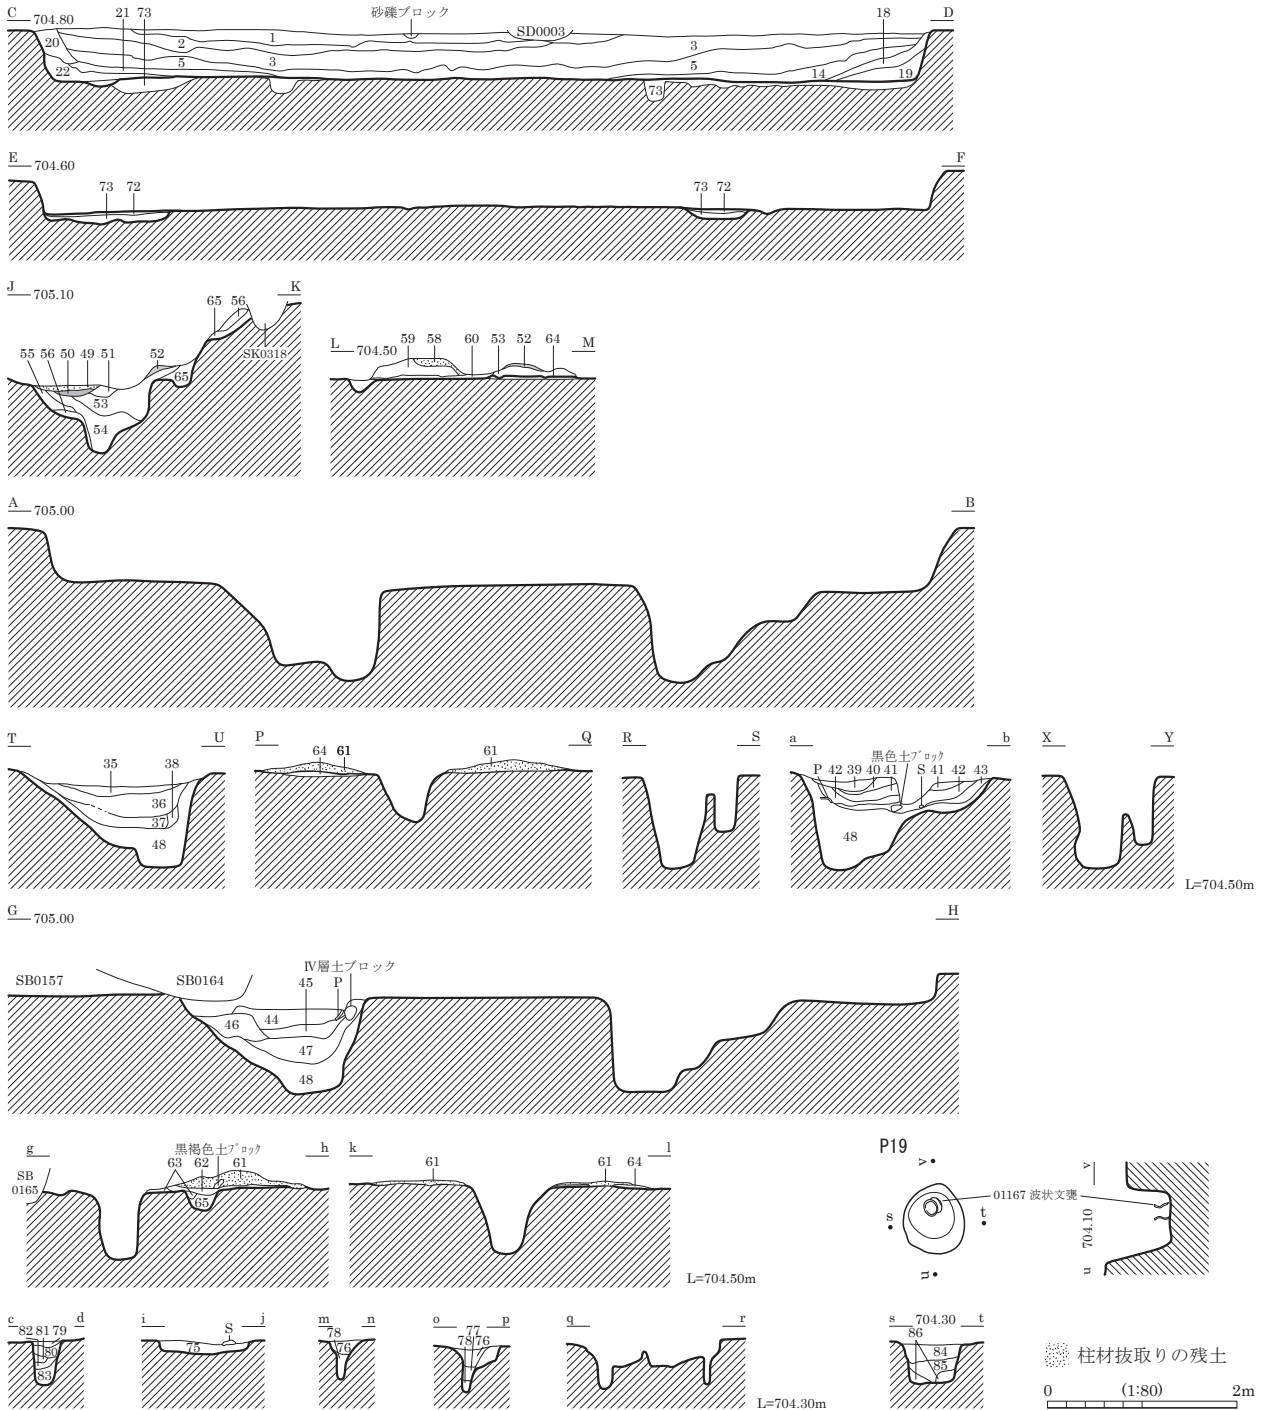 C 704.80 21 73 砂礫ブロック 18 D
SD0003
20 2 1 3
22 5 3 5 14 19
73
E 704.60 F
73 72 73 72
J 705.10 K
65 56
SK0318
55 56 50 49 51 52
65
53
54
L 704.50 59 58 60 53 52 64 M
A 705.00 B
T U
35 38
36
37
48
P Q
64 61 61
R S
a b
黒色土ブロック
P 42 39 40 41 S 41 42 43
48
X Y
L=704.50m
G 705.00 H
SB0157 SB0164 Ⅳ層土ブロック
45 P
46 44
47
48
g h
黒褐色土ブロック
SB
0165
63 62 61
65
k l
61 61 64
L=704.50m
P19
v
s t
u
01167 波状文甕
v
704.10
u
c d
82 81 79
80
83
i j
S
75
m n
78
76
o p
77
78 76
q r
L=704.30m
s 704.30 t
86
84
85
柱材抜取りの残土
0 (1:80) 2m